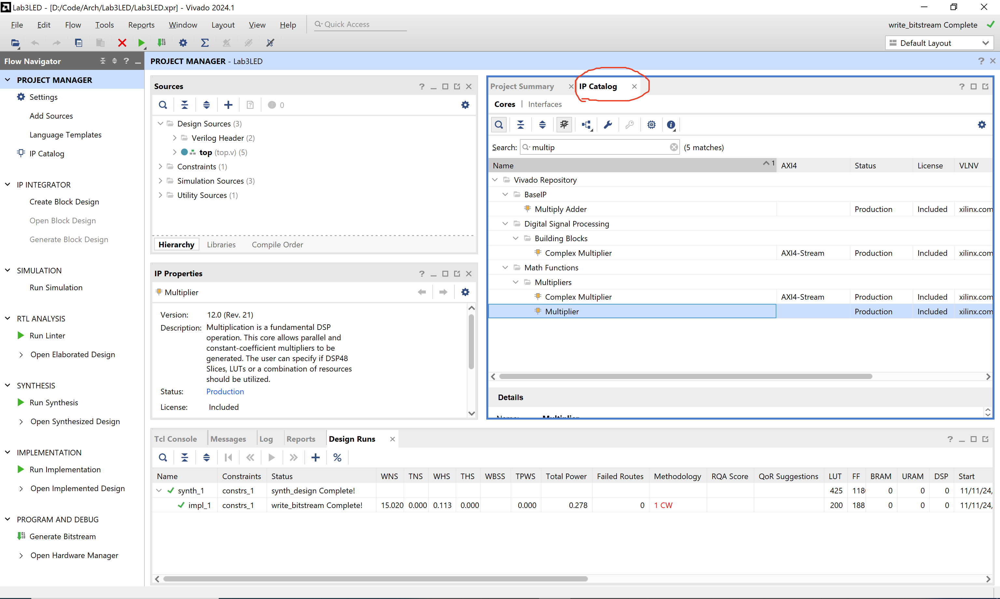 Lab3LED - [D:/Code/Arch/Lab3LED/Lab3LED.xpr] - Vivado 2024.1
File Edit Flow Tools Reports Window Layout View Help Quick Access
write_bitstream Complete
Default Layout
Flow Navigator
PROJECT MANAGER
Settings
Add Sources
Language Templates
IP Catalog
IP INTEGRATOR
Create Block Design
Open Block Design
Generate Block Design
SIMULATION
Run Simulation
RTL ANALYSIS
Run Linter
Open Elaborated Design
SYNTHESIS
Run Synthesis
Open Synthesized Design
IMPLEMENTATION
Run Implementation
Open Implemented Design
PROGRAM AND DEBUG
Generate Bitstream
Open Hardware Manager
PROJECT MANAGER - Lab3LED
Sources
0
Design Sources (3)
Verilog Header (2)
top (top.v) (5)
Constraints (1)
Simulation Sources (3)
Utility Sources (1)
Hierarchy Libraries Compile Order
IP Properties
Multiplier
Version: 12.0 (Rev. 21)
Description: Multiplication is a fundamental DSP
operation. This core allows parallel and
constant-coefficient multipliers to be
generated. The user can specify if DSP48
Slices, LUTs or a combination of resources
should be utilized.
Status: Production
License: Included
Project Summary IP Catalog
Cores | Interfaces
Search: multip (5 matches)
Name 1 AXI4 Status License VLNV
Vivado Repository
BaseIP
Multiply Adder Production Included xilinx.com
Digital Signal Processing
Building Blocks
Complex Multiplier AXI4-Stream Production Included xilinx.com
Math Functions
Multipliers
Complex Multiplier AXI4-Stream Production Included xilinx.com
Multiplier Production Included xilinx.com
Details
Name: Multiplier
Tcl Console Messages Log Reports Design Runs
Name Constraints Status WNS TNS WHS THS WBSS TPWS Total Power Failed Routes Methodology RQA Score QoR Suggestions LUT FF BRAM URAM DSP Start
synth_1 constrs_1 synth_design Complete! 425 118 0 0 0 11/11/24,
impl_1 constrs_1 write_bitstream Complete! 15.020 0.000 0.113 0.000 0.000 0.278 0 1 CW 200 188 0 0 0 11/11/24,